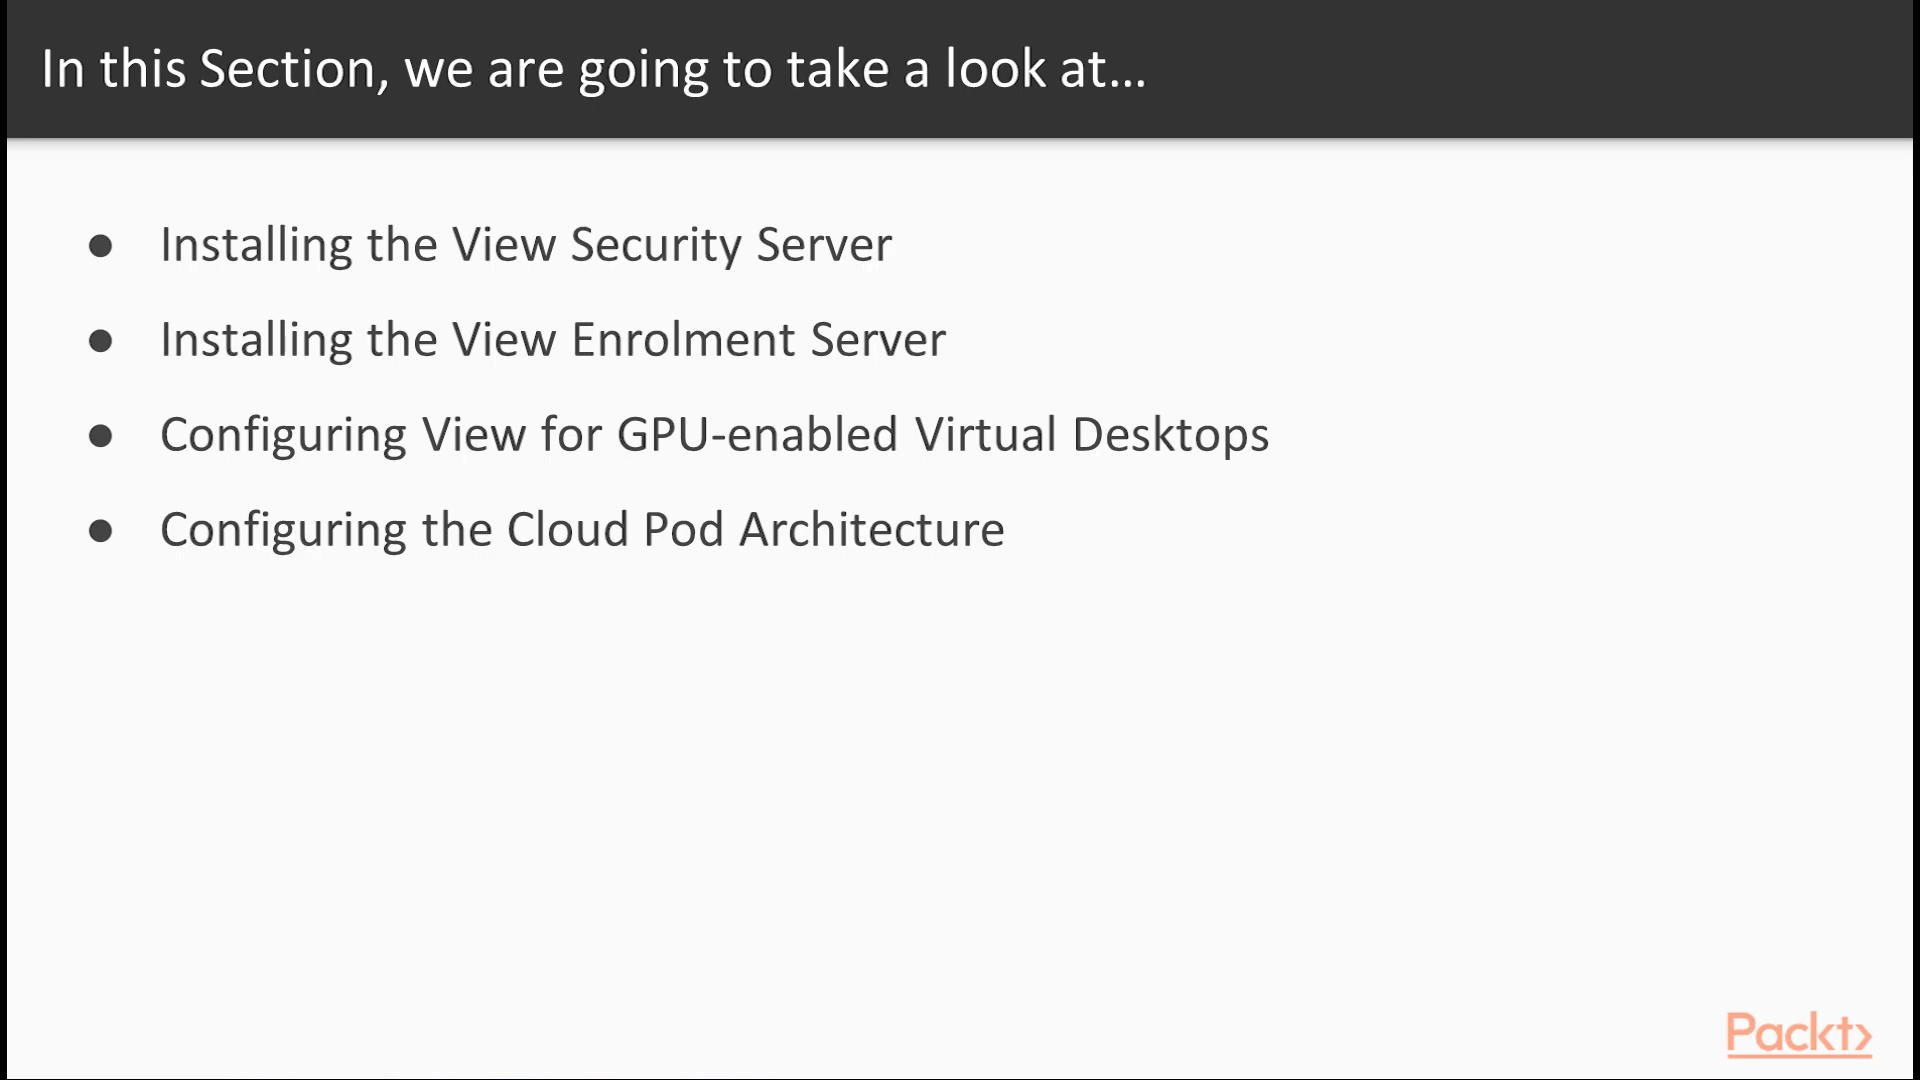 In this Section, we are going to take a look at...
● Installing the View Security Server
● Installing the View Enrolment Server
● Configuring View for GPU-enabled Virtual Desktops
● Configuring the Cloud Pod Architecture
Packt>